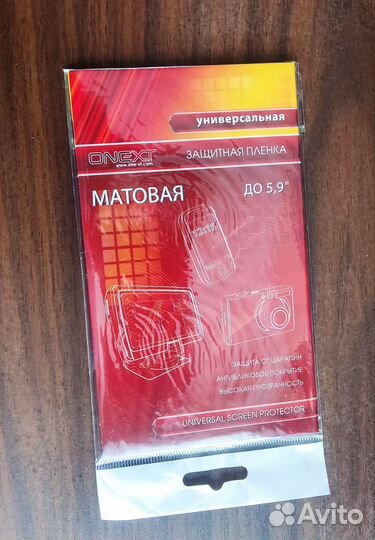 универсальная
ONEXT
www.one-xt.com
ЗАЩИТНАЯ ПЛЕНКА
МАТОВАЯ
ДО 5,9"
ЗАЩИТА ОТ ЦАРАПИН
АНТИБЛИКОВОЕ ПОКРЫТИЕ
ВЫСОКАЯ ПРОЗРАЧНОСТЬ
UNIVERSAL SCREEN PROTECTOR
Avito